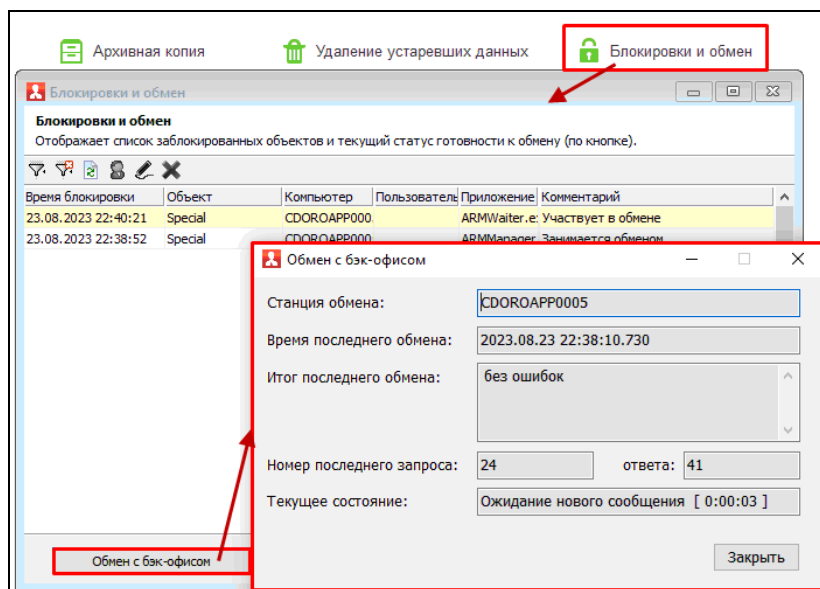 Архивная копия Удаление устаревших данных Блокировки и обмен
Блокировки и обмен
Блокировки и обмен
Отображает список заблокированных объектов и текущий статус готовности к обмену (по кнопке).
Время блокировки Объект Компьютер Пользователь Приложение Комментарий
23.08.2023 22:40:21 Special CDOROAPP000 ARMWaiter.e Участвует в обмене
23.08.2023 22:38:52 Special CDOROAPP000 ARMManager Занимается обменом
Обмен с бэк-офисом
Станция обмена: CDOROAPP0005
Время последнего обмена: 2023.08.23 22:38:10.730
Итог последнего обмена: без ошибок
Номер последнего запроса: 24 ответа: 41
Текущее состояние: Ожидание нового сообщения [ 0:00:03 ]
Закрыть
Обмен с бэк-офисом